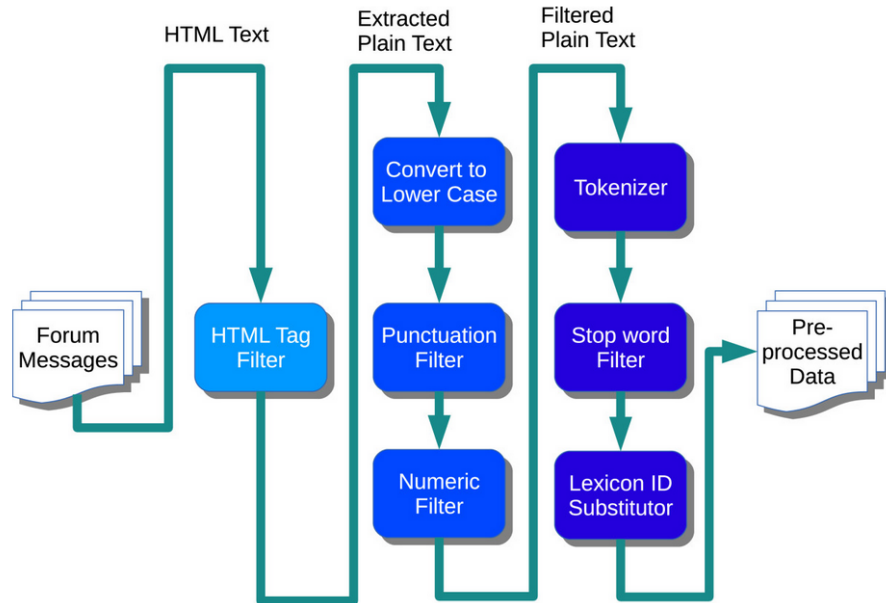 HTML Text
Extracted
Plain Text
Filtered
Plain Text
Forum
Messages
HTML Tag
Filter
Convert to
Lower Case
Punctuation
Filter
Numeric
Filter
Tokenizer
Stop word
Filter
Lexicon ID
Substitutor
Pre-
processed
Data